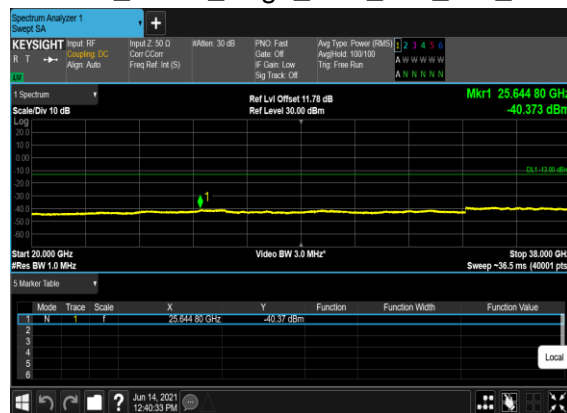 Spectrum Analyzer 1
Swept SA
+
KEYSIGHT Input: RF Input Z: 50 Ω #Atten: 30 dB PNO: Fast Avg Type: Power (RMS) 1 2 3 4 5 6
R T Coupling: DC Corr CCorr Gate: Off Avg|Hold: 100/100 A W W W W W
Align: Auto Freq Ref: Int (S) IF Gain: Low Trig: Free Run A N N N N N
Sig Track: Off
1 Spectrum Ref Lvl Offset 11.78 dB Mkr1 25.644 80 GHz
Scale/Div 10 dB Ref Level 30.00 dBm -40.373 dBm
Log
20.0
10.0
0.00
-10.0
DL1 -13.00 dBm
-20.0
-30.0
1
-40.0
-50.0
-60.0
Start 20.000 GHz Video BW 3.0 MHz* Stop 38.000 GHz
#Res BW 1.0 MHz Sweep ~36.5 ms (40001 pts)
5 Marker Table
Mode Trace Scale X Y Function Function Width Function Value
1 N 1 f 25.644 80 GHz -40.37 dBm
2
3
4
5
6
Local
? Jun 14, 2021
12:40:33 PM